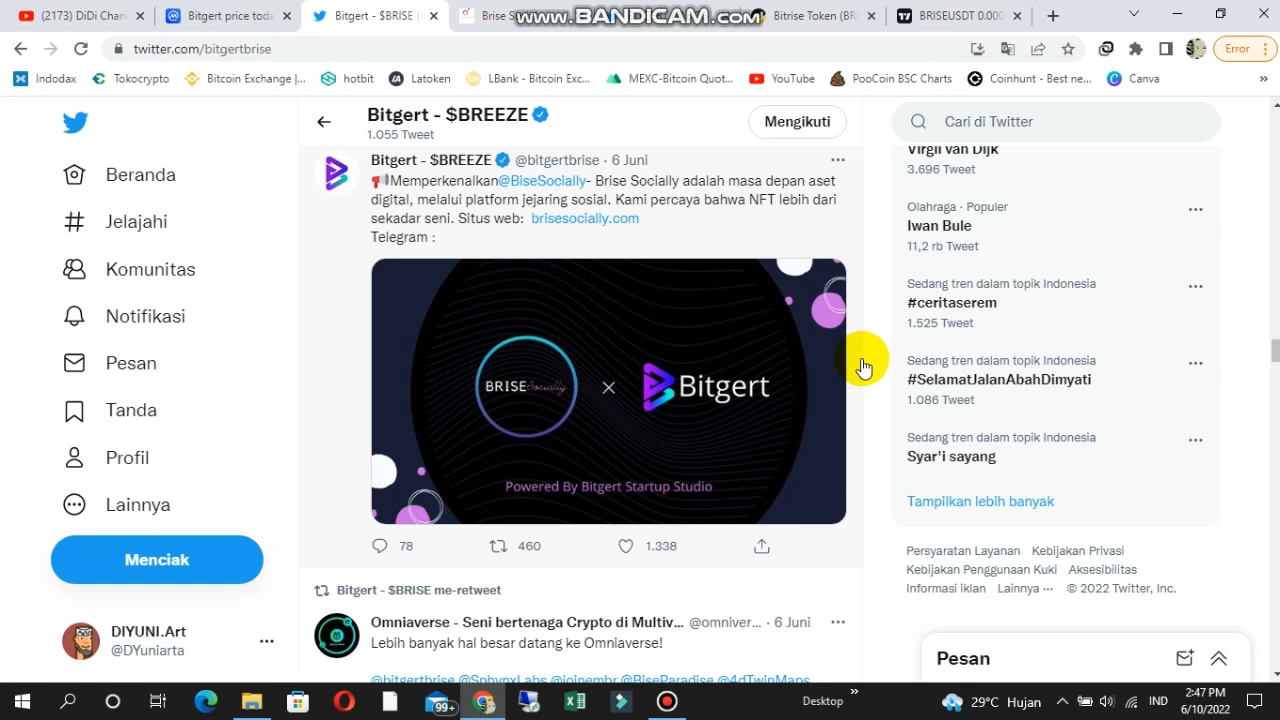 (2173) DiDi Chan
Bitgert price toda
Bitgert - $BRISE (
Brise S
www.BANDICAM.com
Bitrise Token (BR
BRISEUSDT 0.000
twitter.com/bitgertbrise
Error
Indodax
Tokocrypto
Bitcoin Exchange |...
hotbit
Latoken
LBank - Bitcoin Exc...
MEXC-Bitcoin Quot...
YouTube
PooCoin BSC Charts
Coinhunt - Best ne...
Canva
»
Bitgert - $BREEZE
1.055 Tweet
Mengikuti
Cari di Twitter
Beranda
Jelajahi
Komunitas
Notifikasi
Pesan
Tanda
Profil
Lainnya
Menciak
DIYUNI.Art
@DYuniarta
Bitgert - $BREEZE @bitgertbrise · 6 Juni
Memperkenalkan@BiseSocially- Brise Socially adalah masa depan aset
digital, melalui platform jejaring sosial. Kami percaya bahwa NFT lebih dari
sekadar seni. Situs web: brisesocially.com
Telegram :
BRISESocially
Bitgert
Powered By Bitgert Startup Studio
78
460
1.338
Bitgert - $BRISE me-retweet
Omniaverse - Seni bertenaga Crypto di Multiv... @omniver... · 6 Juni
Lebih banyak hal besar datang ke Omniaverse!
@bitgertbrise @SphynxLabs @joinembr @BiseParadise @4dTwinMaps
Virgil van Dijk
3.696 Tweet
Olahraga · Populer
Iwan Bule
11,2 rb Tweet
Sedang tren dalam topik Indonesia
#ceritaserem
1.525 Tweet
Sedang tren dalam topik Indonesia
#SelamatJalanAbahDimyati
1.086 Tweet
Sedang tren dalam topik Indonesia
Syar'i sayang
Tampilkan lebih banyak
Persyaratan Layanan Kebijakan Privasi
Kebijakan Penggunaan Kuki Aksesibilitas
Informasi iklan Lainnya ··· © 2022 Twitter, Inc.
Pesan
99+
Desktop
»
29°C Hujan
IND
2:47 PM
6/10/2022